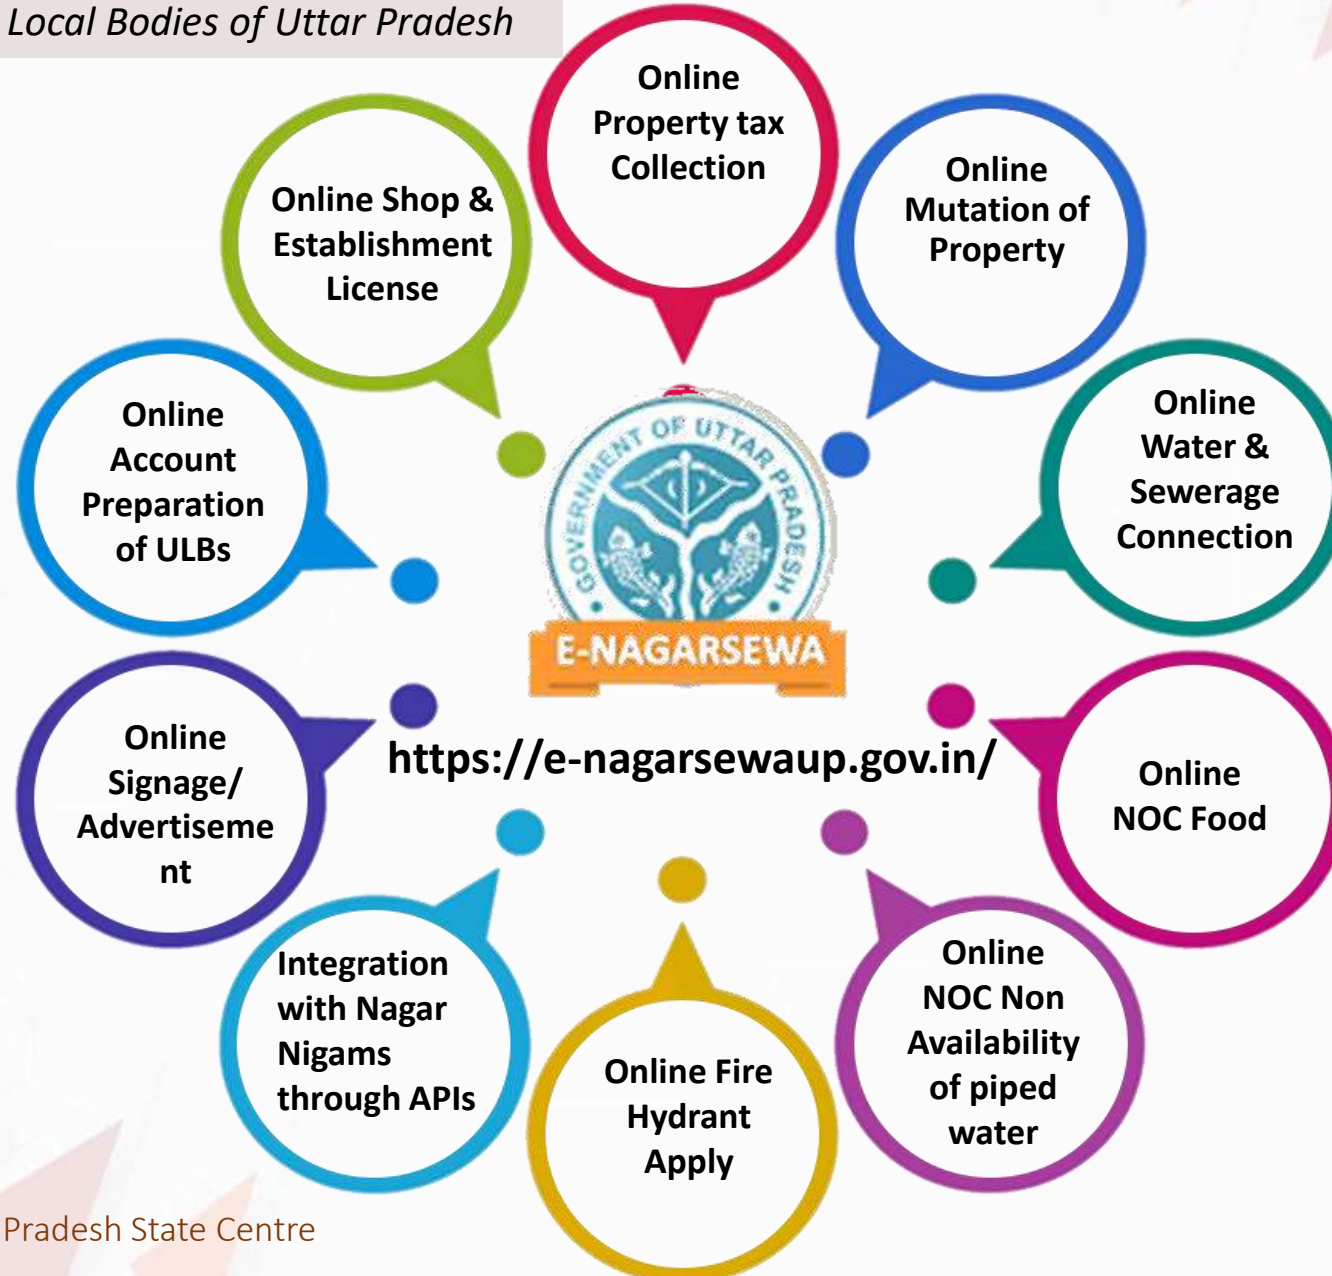 Local Bodies of Uttar Pradesh
Online
Property tax
Collection
Online
Mutation of
Property
Online Shop &
Establishment
License
Online
Water &
Sewerage
Connection
Online
Account
Preparation
of ULBs
GOVERNMENT OF UTTAR PRADESH
E-NAGARSEWA
https://e-nagarsewaup.gov.in/
Online
NOC Food
Online
Signage/
Advertiseme
nt
Online
NOC Non
Availability
of piped
water
Integration
with Nagar
Nigams
through APIs
Online Fire
Hydrant
Apply
Pradesh State Centre